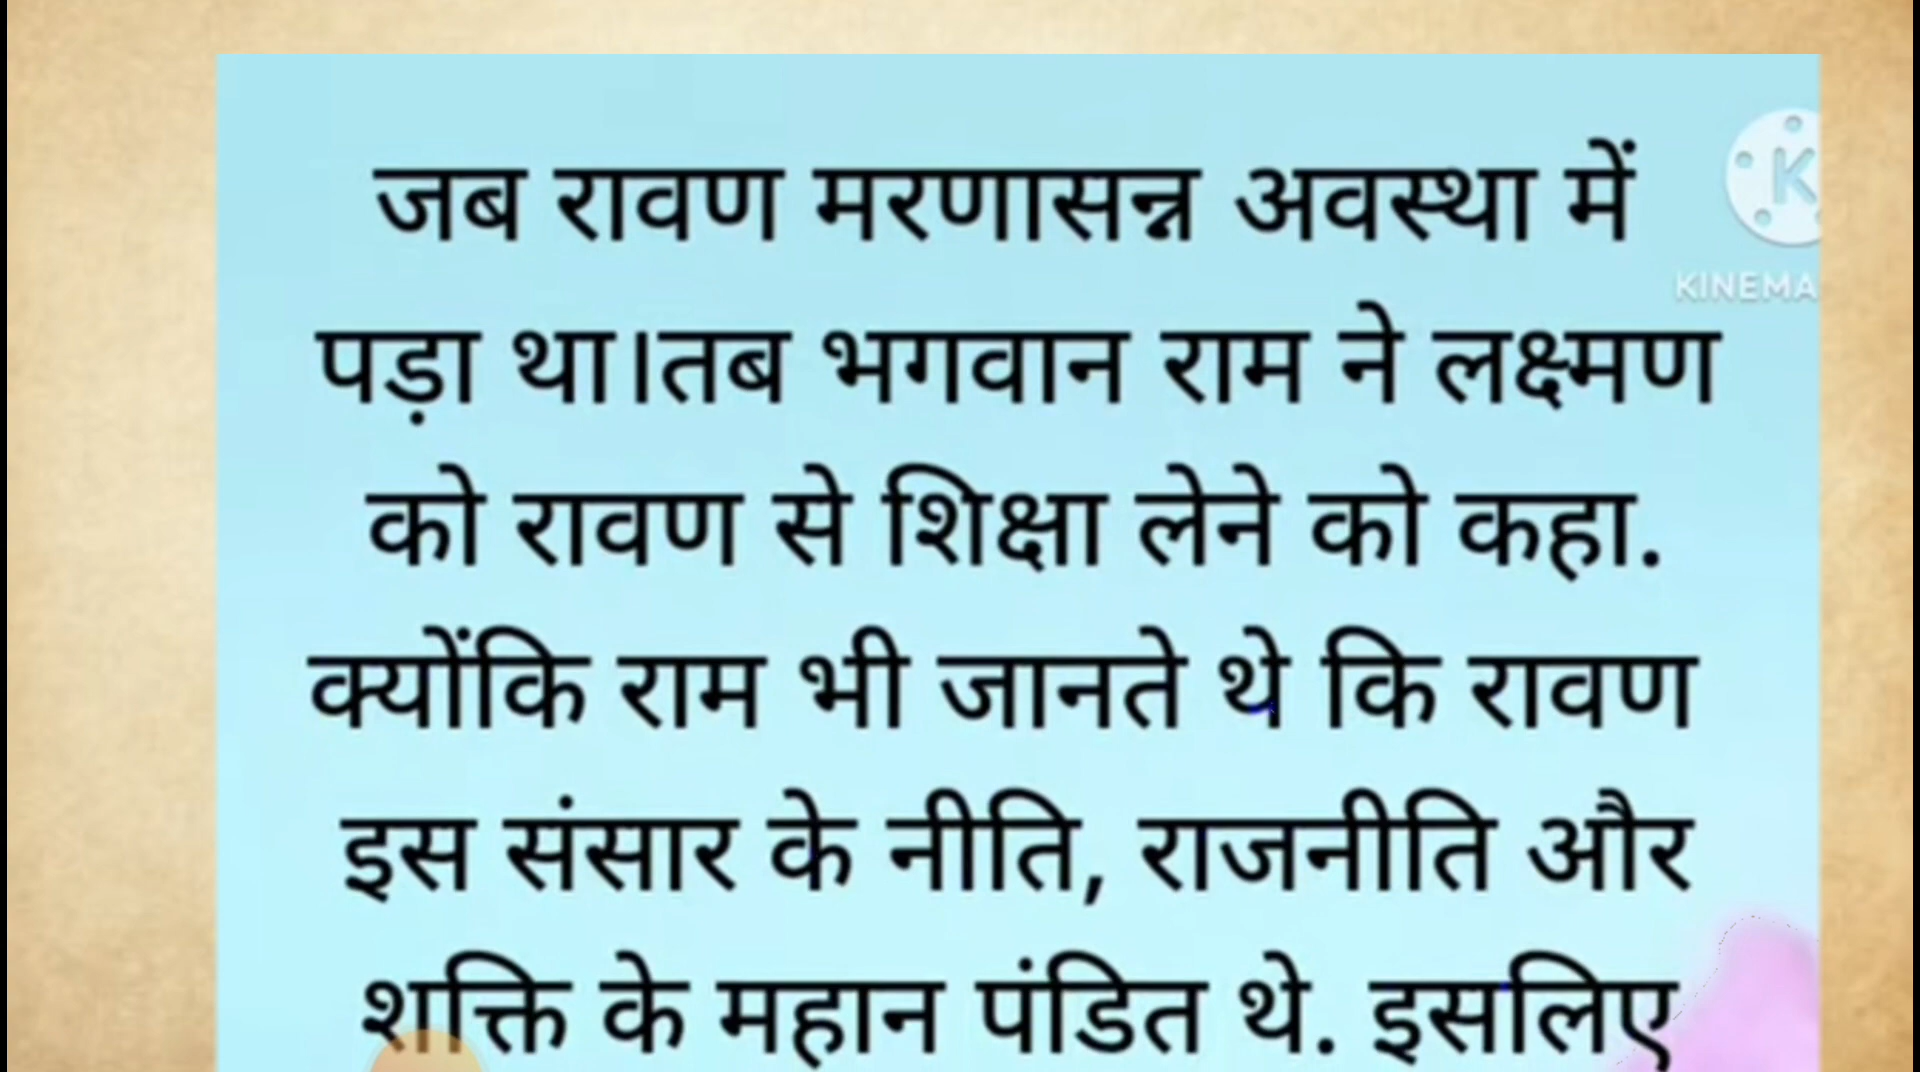 जब रावण मरणासन्न अवस्था में
पड़ा था।तब भगवान राम ने लक्ष्मण
को रावण से शिक्षा लेने को कहा.
क्योंकि राम भी जानते थे कि रावण
इस संसार के नीति, राजनीति और
शक्ति के महान पंडित थे. इसलिए
K
KINEMA